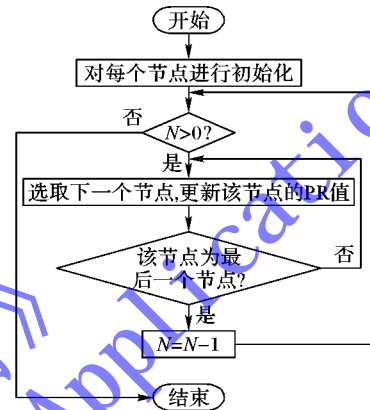 开始
对每个节点进行初始化
否
N>0?
是
选取下一个节点,更新该节点的PR值
该节点为最
后一个节点?
否
是
N=N-1
结束
y》
Application